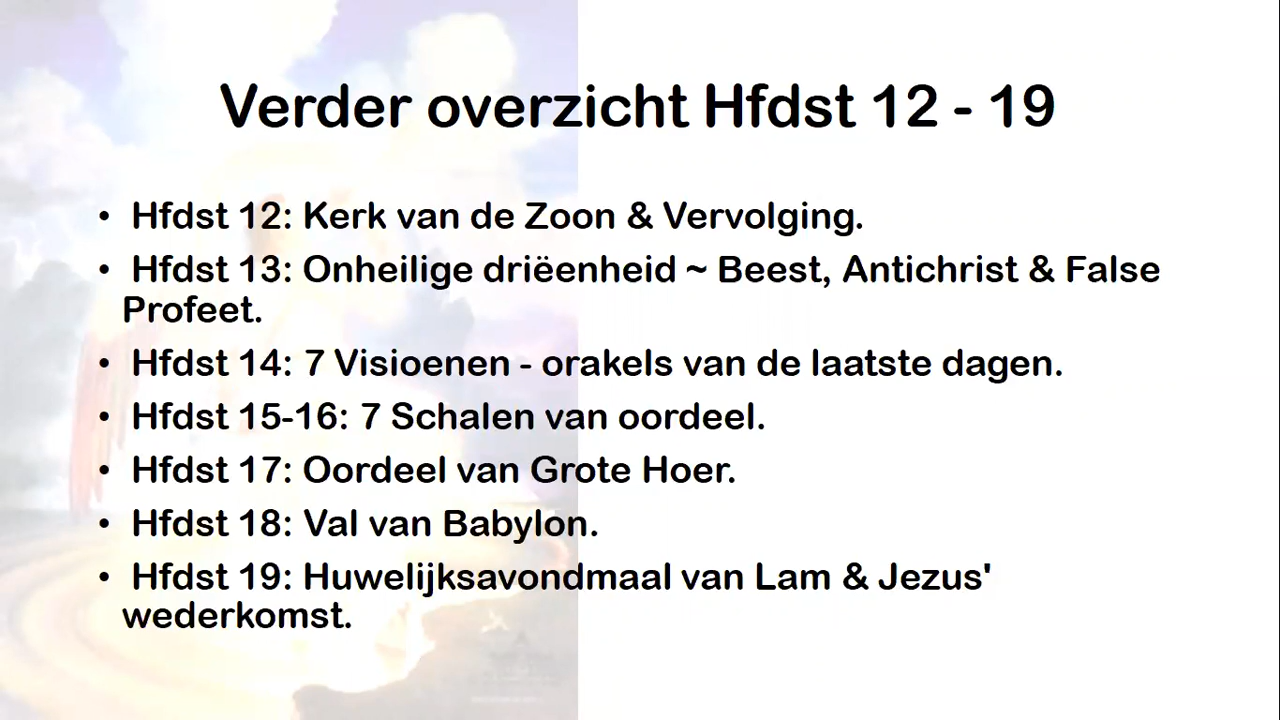 Verder overzicht Hfdst 12 - 19
• Hfdst 12: Kerk van de Zoon & Vervolging.
• Hfdst 13: Onheilige driëenheid ~ Beest, Antichrist & False
Profeet.
• Hfdst 14: 7 Visioenen - orakels van de laatste dagen.
• Hfdst 15-16: 7 Schalen van oordeel.
• Hfdst 17: Oordeel van Grote Hoer.
• Hfdst 18: Val van Babylon.
• Hfdst 19: Huwelijksavondmaal van Lam & Jezus'
wederkomst.